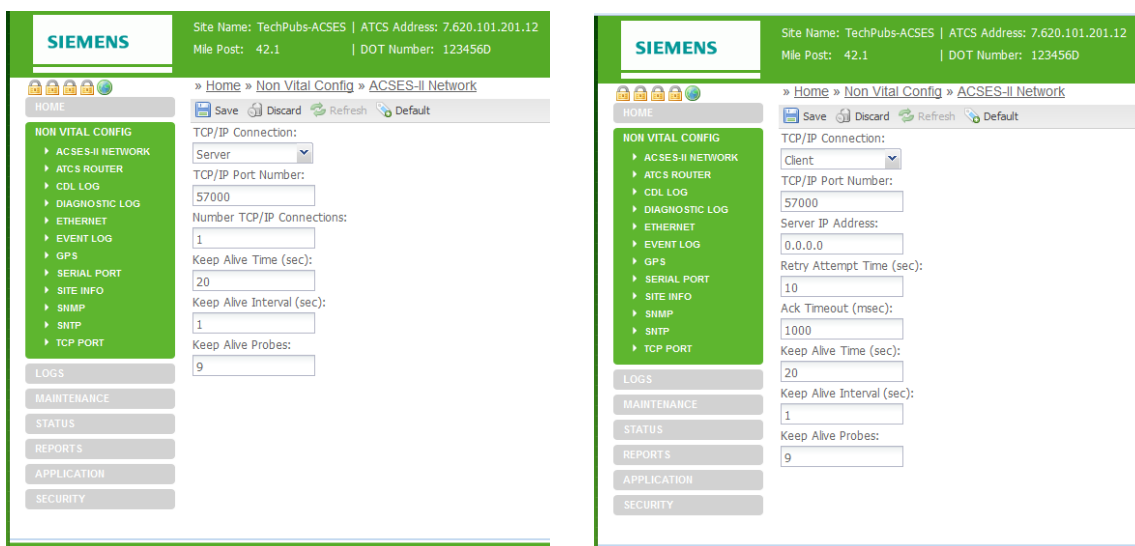 SIEMENS
Site Name: TechPubs-ACSES | ATCS Address: 7.620.101.201.12
Mile Post: 42.1 | DOT Number: 123456D
» Home » Non Vital Config » ACSES-II Network
HOME
Save Discard Refresh Default
NON VITAL CONFIG
ACSES-II NETWORK
ATCS ROUTER
CDL LOG
DIAGNOSTIC LOG
ETHERNET
EVENT LOG
GPS
SERIAL PORT
SITE INFO
SNMP
SNTP
TCP PORT
LOGS
MAINTENANCE
STATUS
REPORTS
APPLICATION
SECURITY
TCP/IP Connection:
Server
TCP/IP Port Number:
57000
Number TCP/IP Connections:
1
Keep Alive Time (sec):
20
Keep Alive Interval (sec):
1
Keep Alive Probes:
9
SIEMENS
Site Name: TechPubs-ACSES | ATCS Address: 7.620.101.201.12
Mile Post: 42.1 | DOT Number: 123456D
» Home » Non Vital Config » ACSES-II Network
HOME
Save Discard Refresh Default
NON VITAL CONFIG
ACSES-II NETWORK
ATCS ROUTER
CDL LOG
DIAGNOSTIC LOG
ETHERNET
EVENT LOG
GPS
SERIAL PORT
SITE INFO
SNMP
SNTP
TCP PORT
LOGS
MAINTENANCE
STATUS
REPORTS
APPLICATION
SECURITY
TCP/IP Connection:
Client
TCP/IP Port Number:
57000
Server IP Address:
0.0.0.0
Retry Attempt Time (sec):
10
Ack Timeout (msec):
1000
Keep Alive Time (sec):
20
Keep Alive Interval (sec):
1
Keep Alive Probes:
9